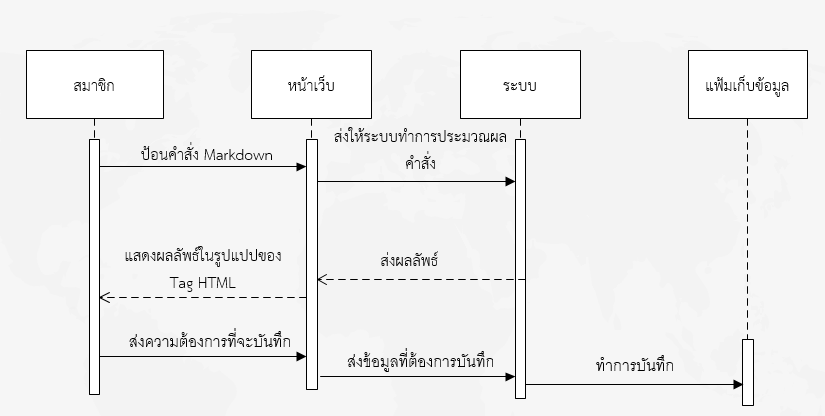 สมาชิก
หน้าเว็บ
ระบบ
แฟ้มเก็บข้อมูล
ป้อนคำสั่ง Markdown
ส่งให้ระบบทำการประมวณผล
คำสั่ง
แสดงผลลัพธ์ในรูปแปปของ
Tag HTML
ส่งผลลัพธ์
ส่งความต้องการที่จะบันทึก
ส่งข้อมูลที่ต้องการบันทึก
ทำการบันทึก